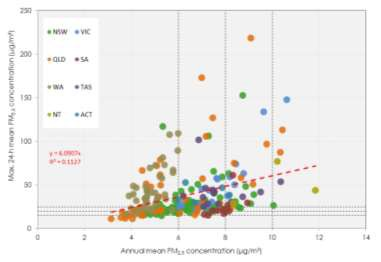 Max. 24-h mean PM₂.₅ concentration (µg/m³)
250
200
150
100
50
0
NSW
VIC
QLD
SA
WA
TAS
NT
ACT
y = 6.0907x
R² = 0.1527
0
2
4
6
8
10
12
14
Annual mean PM₂.₅ concentration (µg/m³)